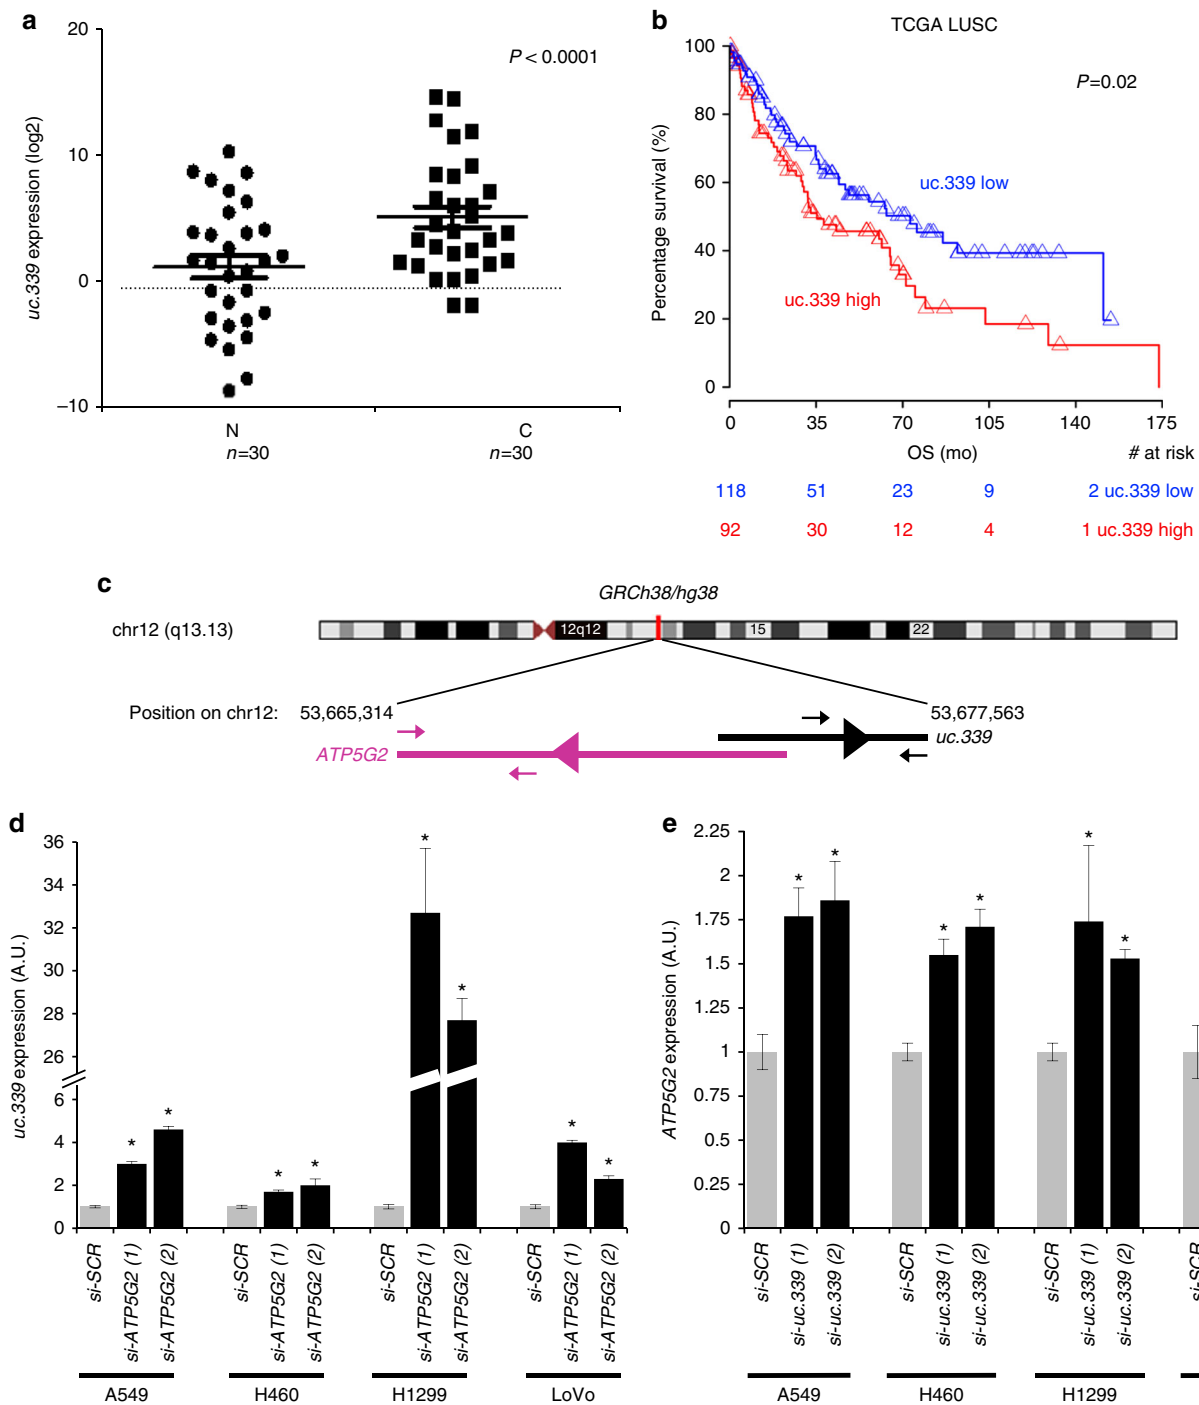 a
20
10
0
−10
uc.339 expression (log2)
P < 0.0001
N
n=30
C
n=30
b
TCGA LUSC
P=0.02
100
80
60
40
20
0
Percentage survival (%)
uc.339 low
uc.339 high
0 35 70 105 140 175
OS (mo) # at risk
118 51 23 9 2 uc.339 low
92 30 12 4 1 uc.339 high
c
GRCh38/hg38
chr12 (q13.13)
12q12 15 22
Position on chr12: 53,665,314 53,677,563
uc.339
ATP5G2
d
36
34
32
30
28
26
6
4
2
0
uc.339 expression (A.U.)
* * * * * * * *
si-SCR si-ATP5G2 (1) si-ATP5G2 (2) si-SCR si-ATP5G2 (1) si-ATP5G2 (2) si-SCR si-ATP5G2 (1) si-ATP5G2 (2) si-SCR si-ATP5G2 (1) si-ATP5G2 (2)
A549 H460 H1299 LoVo
e
2.25
2
1.75
1.5
1.25
1
0.75
0.5
0.25
0
ATP5G2 expression (A.U.)
* * * * * *
si-SCR si-uc.339 (1) si-uc.339 (2) si-SCR si-uc.339 (1) si-uc.339 (2) si-SCR si-uc.339 (1) si-uc.339 (2) si-SCR
A549 H460 H1299